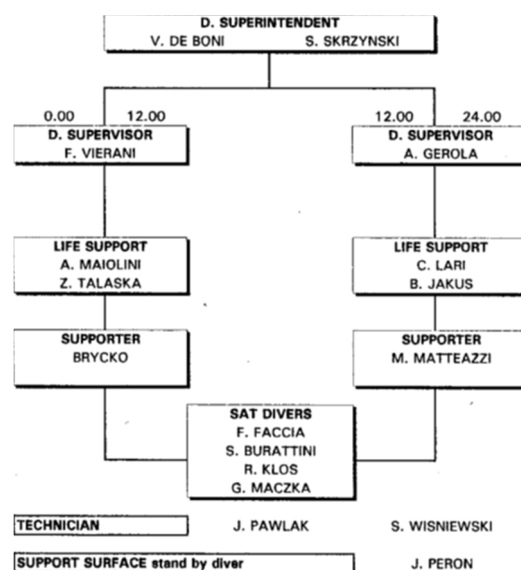 D. SUPERINTENDENT
V. DE BONI S. SKRZYNSKI
0.00 12.00
12.00 24.00
D. SUPERVISOR
F. VIERANI
D. SUPERVISOR
A. GEROLA
LIFE SUPPORT
A. MAIOLINI
Z. TALASKA
LIFE SUPPORT
C. LARI
B. JAKUS
SUPPORTER
BRYCKO
SUPPORTER
M. MATTEAZZI
SAT DIVERS
F. FACCIA
S. BURATTINI
R. KLOS
G. MACZKA
TECHNICIAN J. PAWLAK S. WISNIEWSKI
SUPPORT SURFACE stand by diver J. PERON